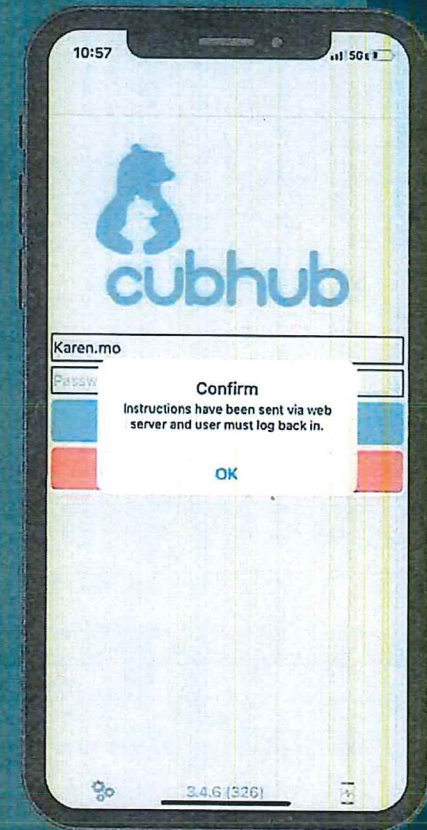 10:57
5GE
cubhub
Karen.mo
Passw
Confirm
Instructions have been sent via web
server and user must log back in.
OK
3.4.6 (326)